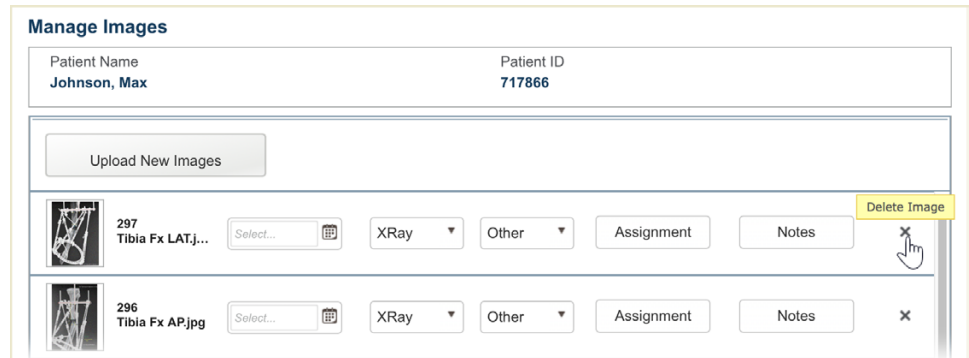 Manage Images
Patient Name Patient ID
Johnson, Max 717866
Upload New Images
Delete Image
297
Tibia Fx LAT.j... Select... XRay Other Assignment Notes
296
Tibia Fx AP.jpg Select... XRay Other Assignment Notes